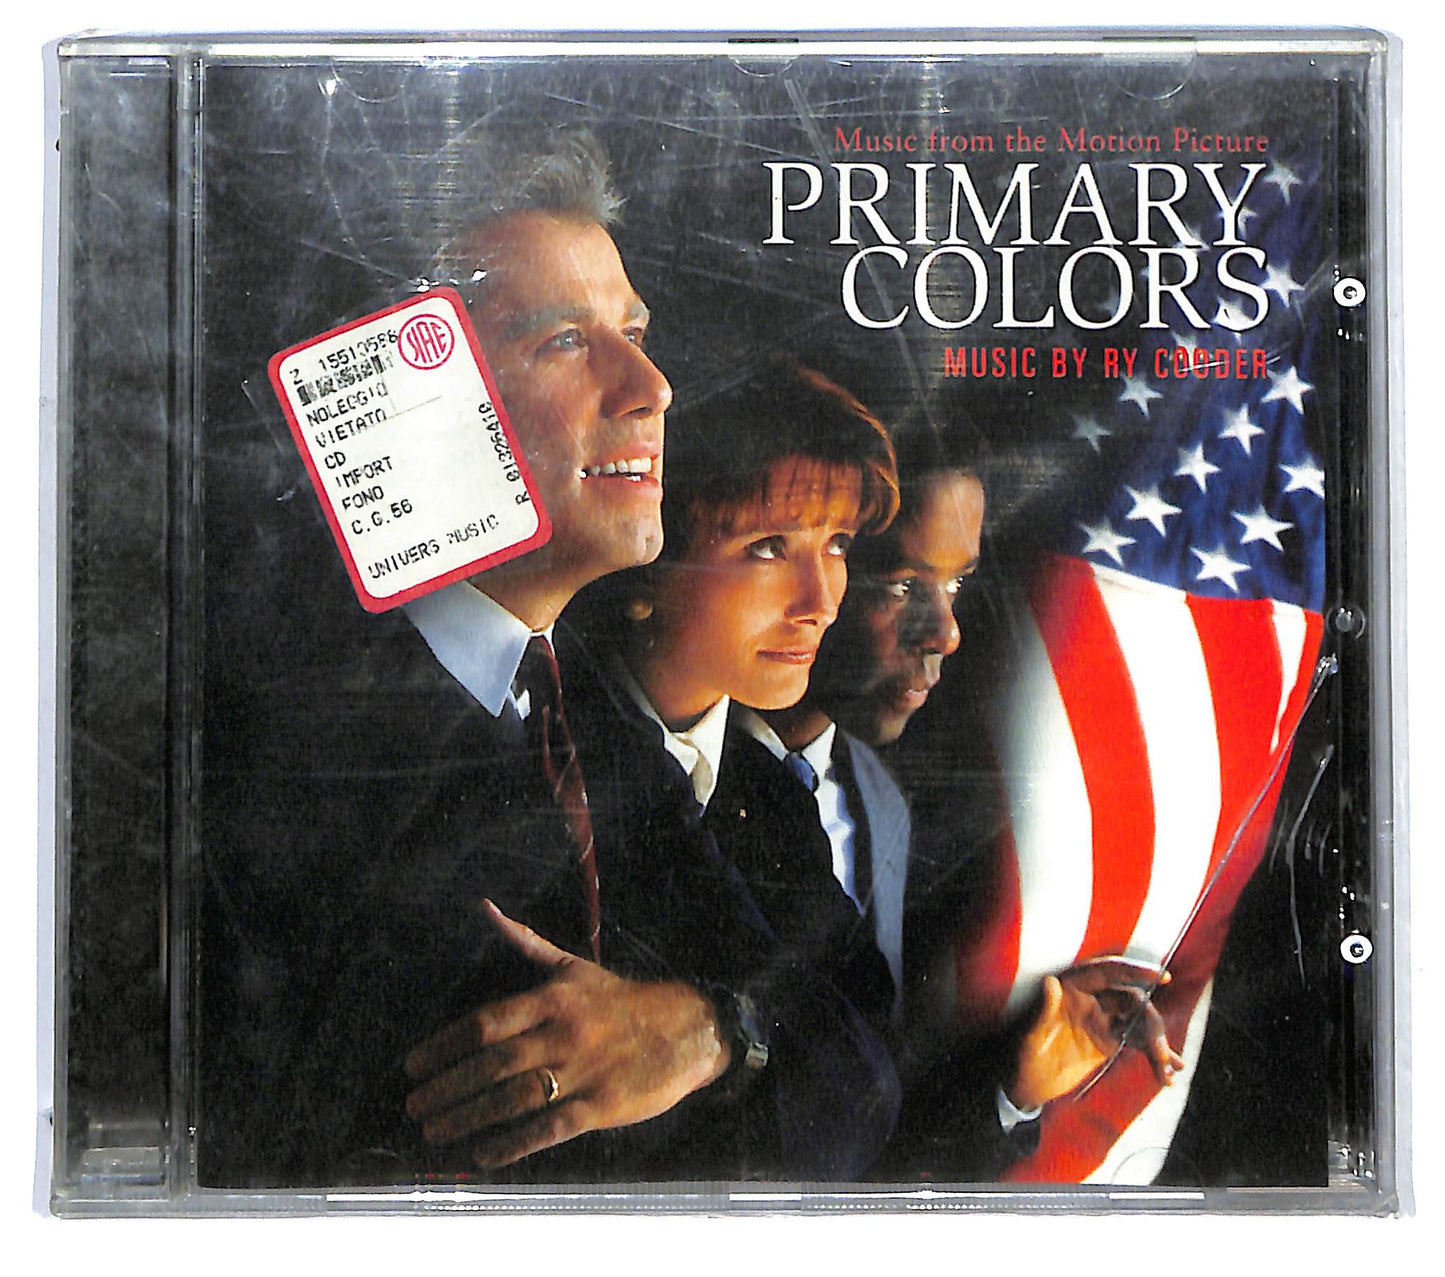 Music from the Motion Picture
PRIMARY
COLORS
MUSIC BY RY COODER
SIAE
NOLEGGIO
VIETATO
CD
IMPORT
FONO
C.G.56
UNIVERS MUSIC
G
G